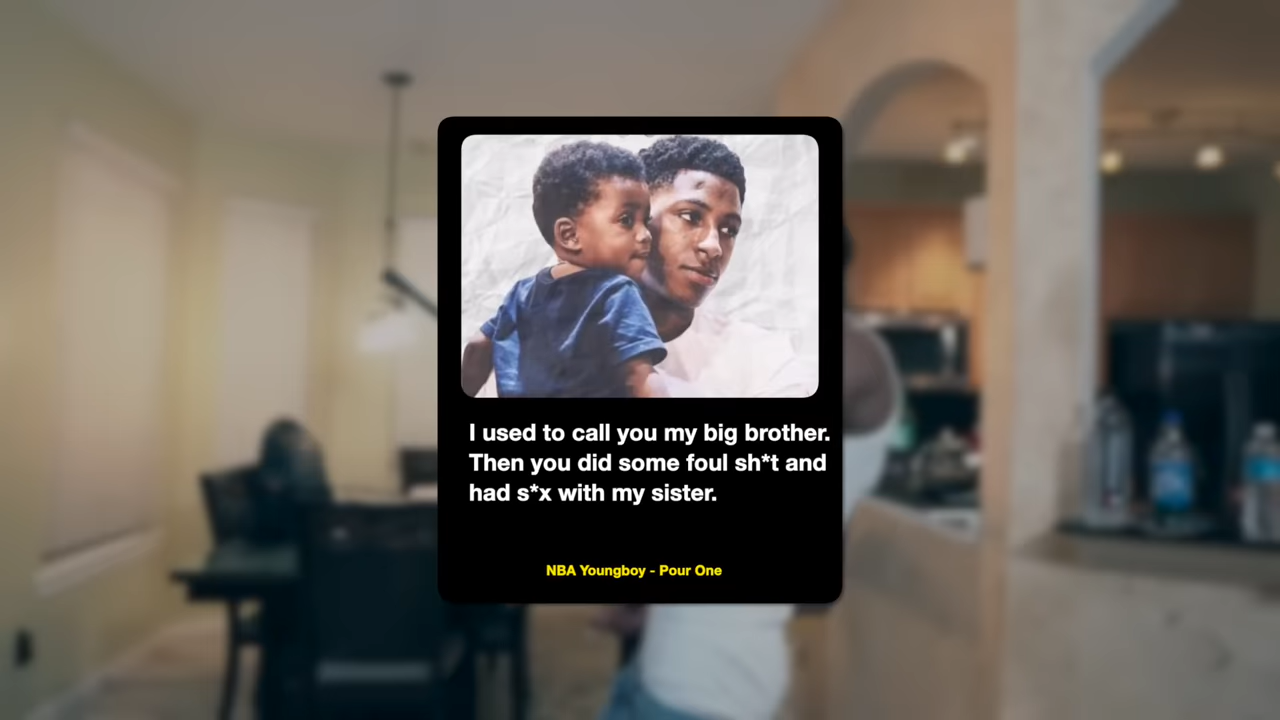 I used to call you my big brother.
Then you did some foul sh*t and
had s*x with my sister.
NBA Youngboy - Pour One